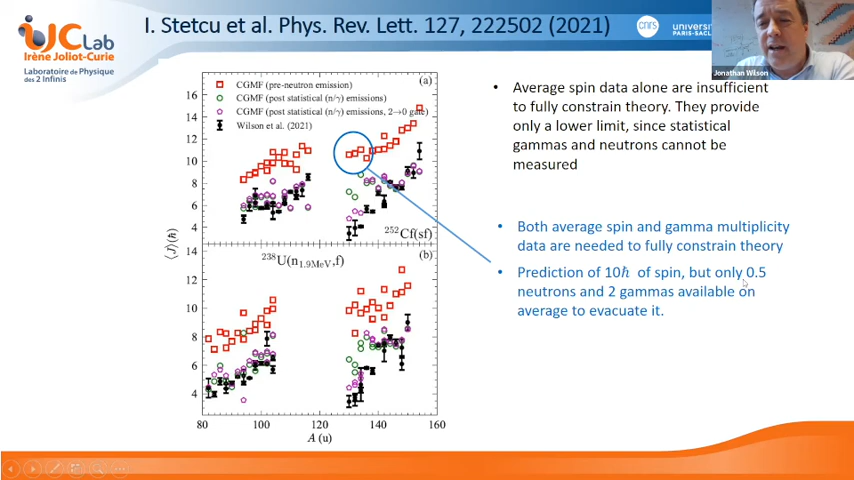 I. Stetcu et al. Phys. Rev. Lett. 127, 222502 (2021)
iJC Lab
Irène Joliot-Curie
Laboratoire de Physique
des 2 Infinis
cnrs
univers
PARIS-SACL
Jonathan Wilson
(a)
CGMF (pre-neutron emission)
CGMF (post statistical (n/γ) emissions)
CGMF (post statistical (n/γ) emissions, 2→0 gate)
Wilson et al. (2021)
16
14
12
10
8
6
4
²⁵²Cf(sf)
⟨J⟩(ħ)
²³⁸U(n₁.₉MeV,f)
(b)
14
12
10
8
6
4
80
100
120
140
160
A (u)
• Average spin data alone are insufficient
to fully constrain theory. They provide
only a lower limit, since statistical
gammas and neutrons cannot be
measured
• Both average spin and gamma multiplicity
data are needed to fully constrain theory
• Prediction of 10ħ of spin, but only 0.5
neutrons and 2 gammas available on
average to evacuate it.